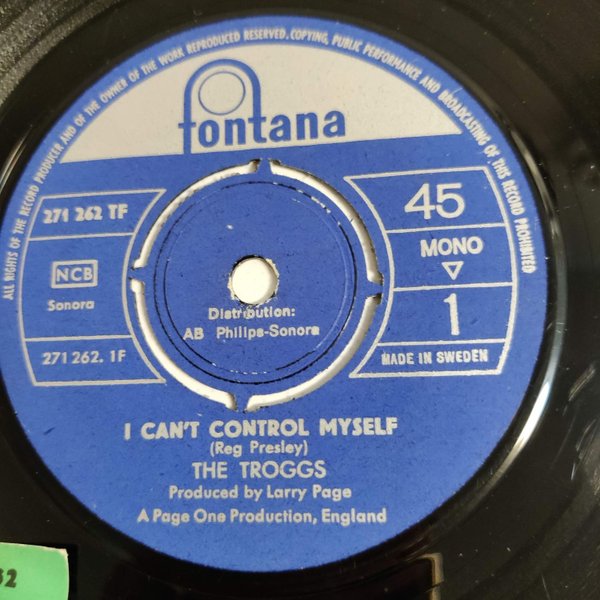 ALL RIGHTS OF THE RECORD PRODUCER AND OF THE OWNER OF THE WORK REPRODUCED RESERVED. COPYING, PUBLIC PERFORMANCE AND BROADCASTING OF THIS RECORD PROHIBITED
fontana
271 262 TF
45
NCB
MONO
Sonora
1
Distribution:
AB Philips-Sonora
271 262. 1F
MADE IN SWEDEN
I CAN'T CONTROL MYSELF
(Reg Presley)
THE TROGGS
Produced by Larry Page
A Page One Production, England